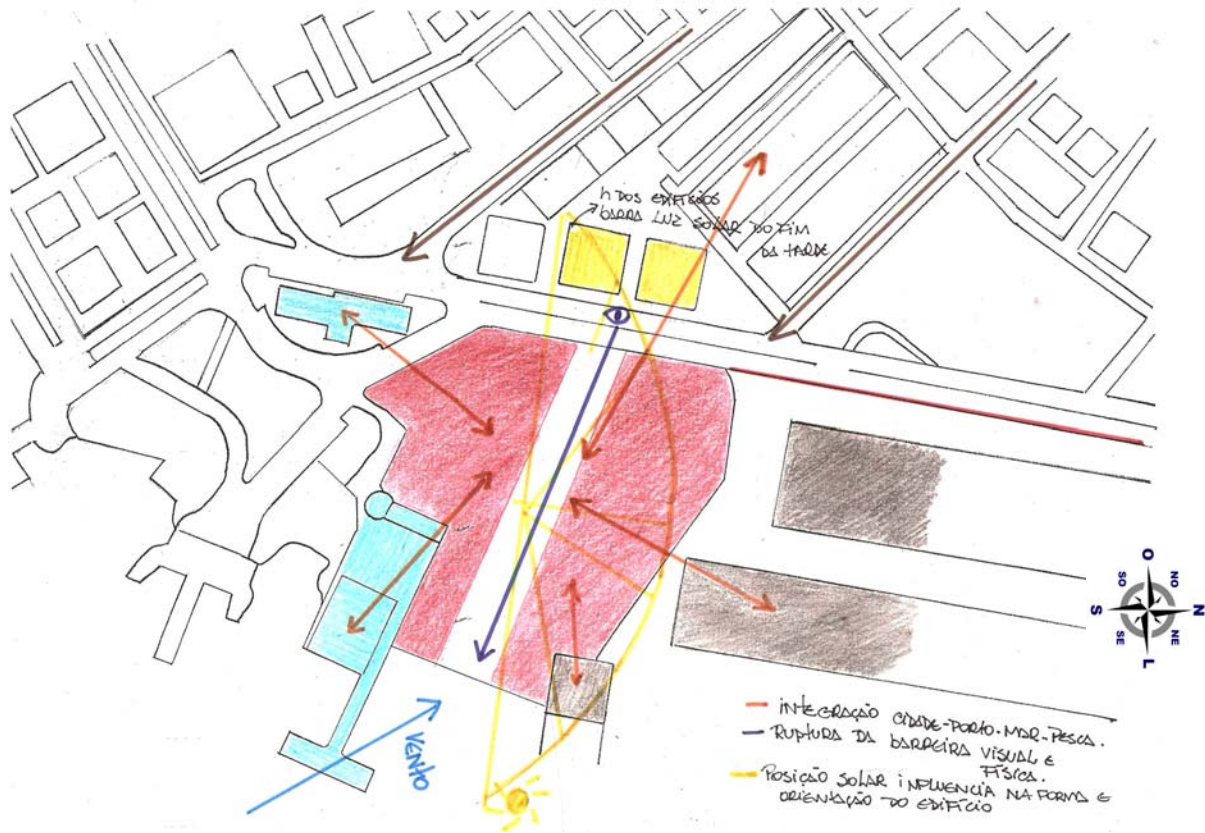 h DOS EDIFÍCIOS
BARRA LUZ SOLAR DO FIM
DA TARDE
O
SO
NO
S
N
SE
NE
L
VENTO
INTEGRAÇÃO CIDADE-PORTO-MAR-PESCA.
RUPTURA DA BARREIRA VISUAL E
FÍSICA.
POSIÇÃO SOLAR INFLUENCIA NA FORMA E
ORIENTAÇÃO DO EDIFÍCIO